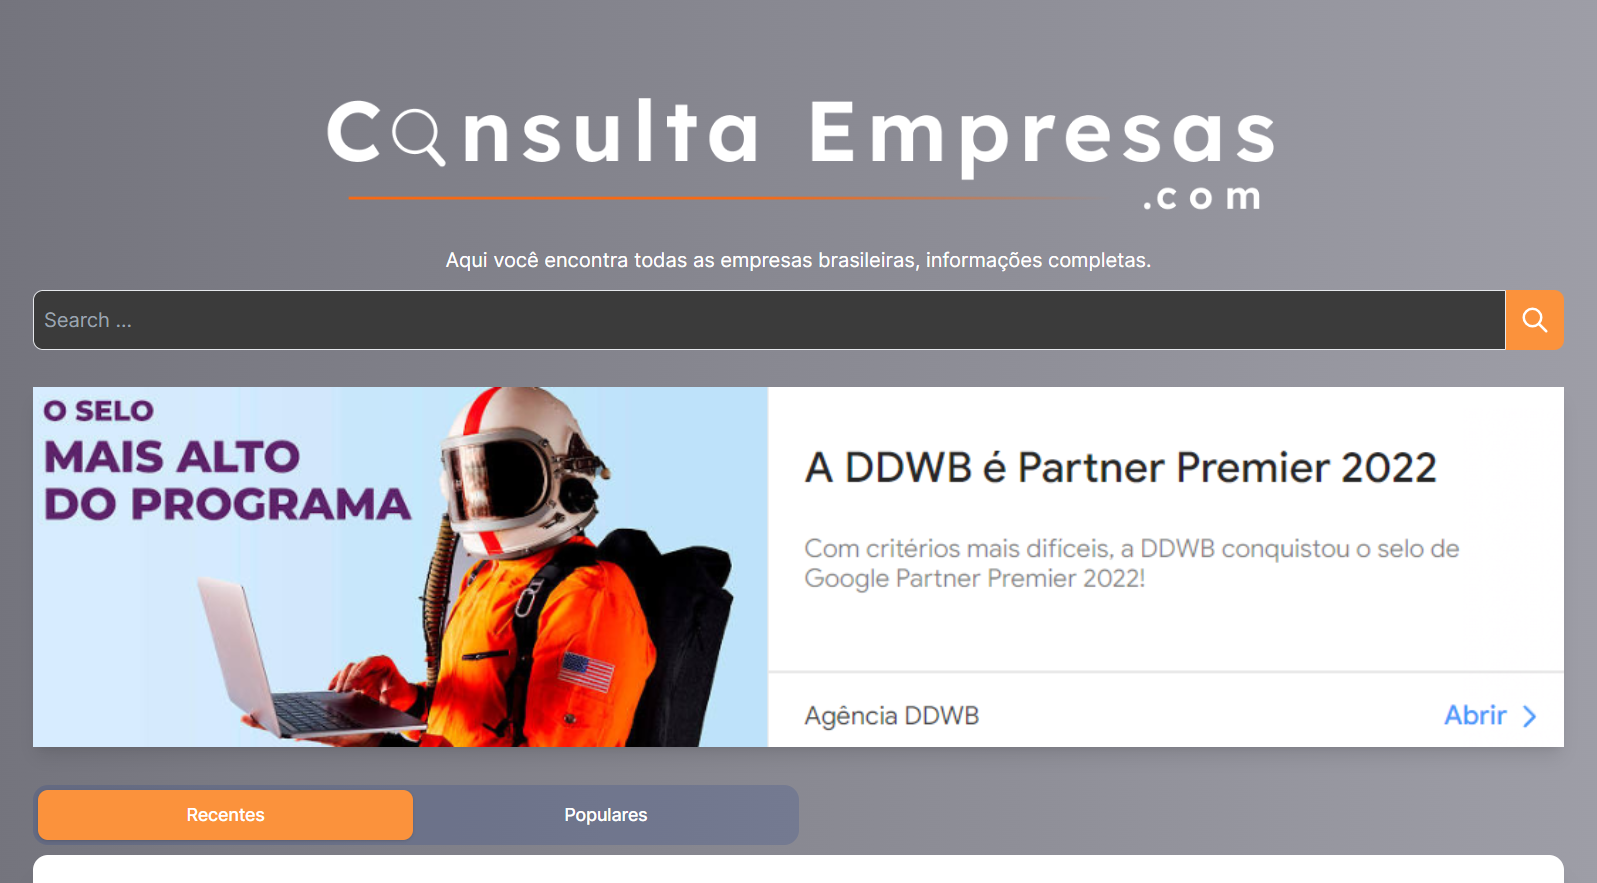 Consulta Empresas
.com
Aqui você encontra todas as empresas brasileiras, informações completas.
Search ...
O SELO
MAIS ALTO
DO PROGRAMA
A DDWB é Partner Premier 2022
Com critérios mais difíceis, a DDWB conquistou o selo de
Google Partner Premier 2022!
Agência DDWB
Abrir
Recentes
Populares